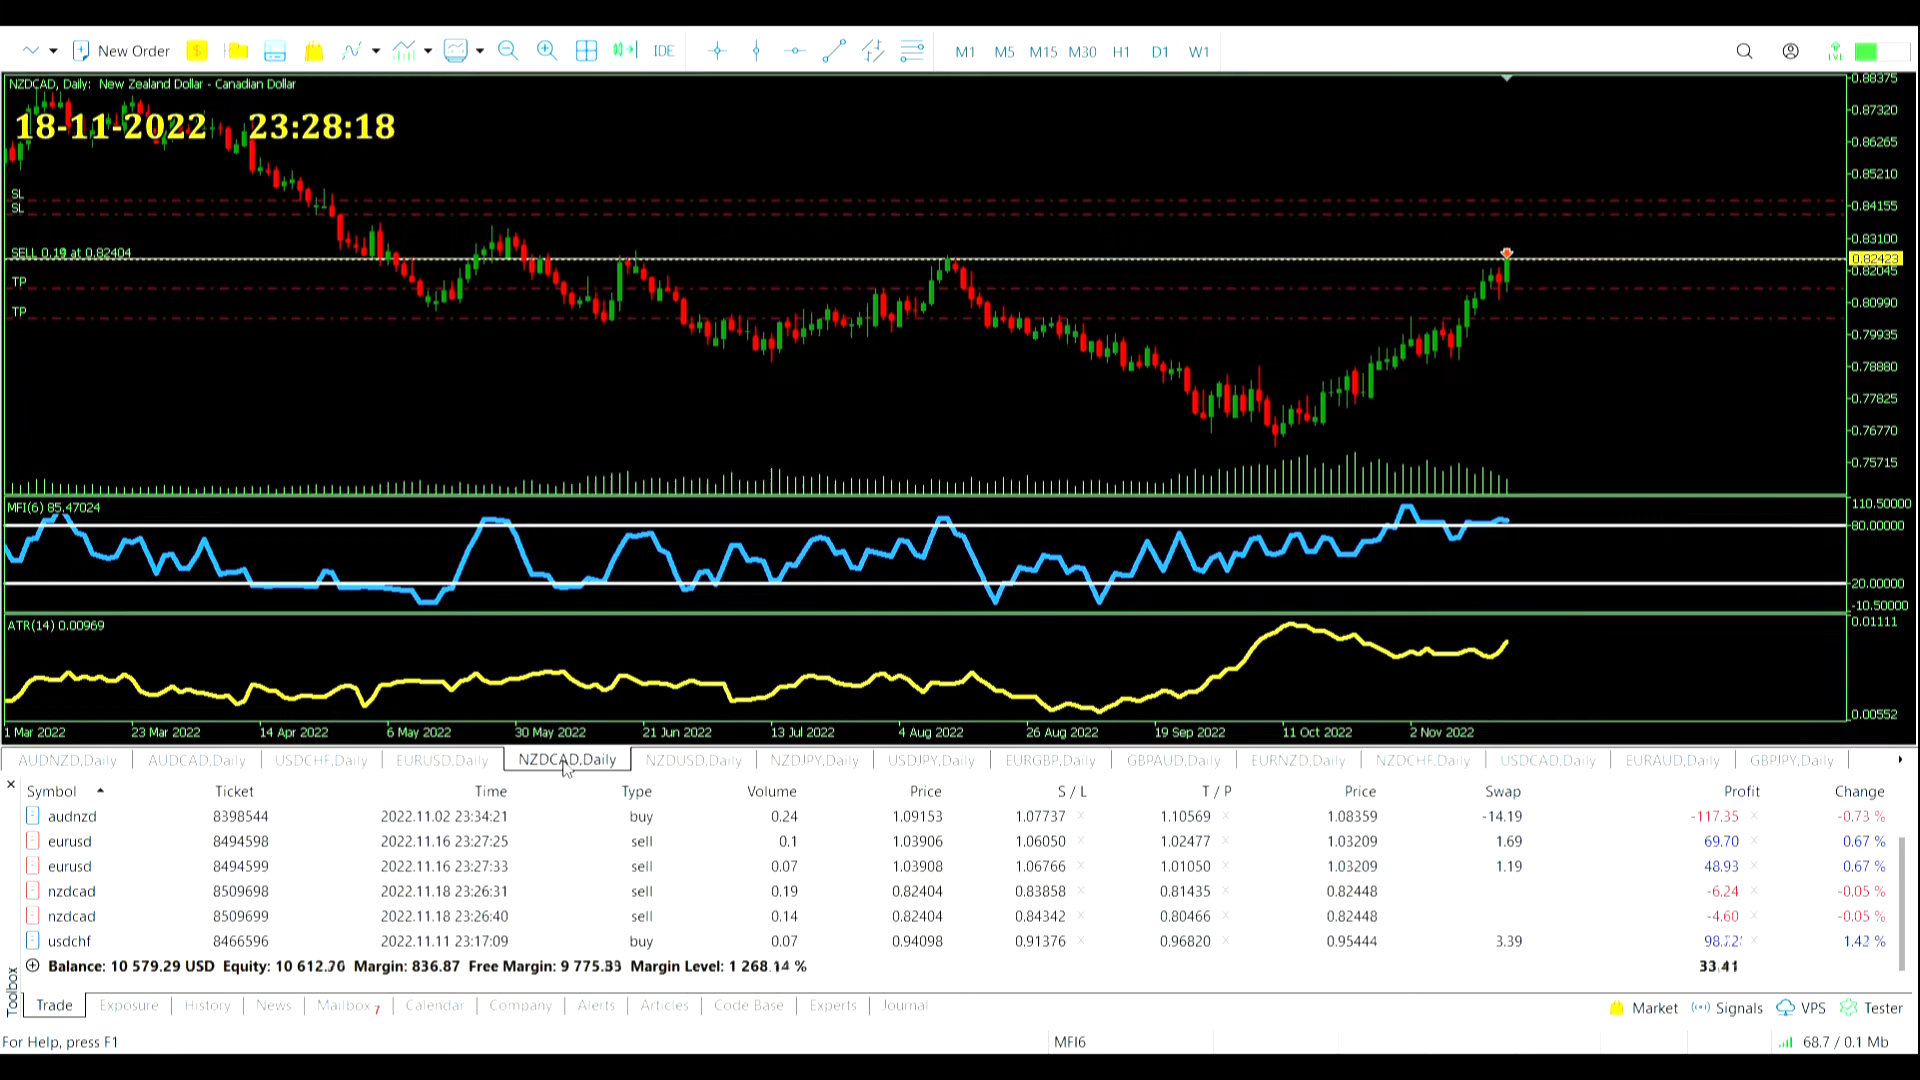 New Order IDE M1 M5 M15 M30 H1 D1 W1 LVL
NZDCAD, Daily: New Zealand Dollar - Canadian Dollar
18-11-2022 23:28:18
SL
SL
SELL 0.19 at 0.82404
TP
TP
0.88375
0.87320
0.86265
0.85210
0.84155
0.83100
0.82423
0.82045
0.80990
0.79935
0.78880
0.77825
0.76770
0.75715
MFI(6) 85.47024
110.50000
80.00000
20.00000
-10.50000
ATR(14) 0.00969
0.01111
0.00552
1 Mar 2022 23 Mar 2022 14 Apr 2022 6 May 2022 30 May 2022 21 Jun 2022 13 Jul 2022 4 Aug 2022 26 Aug 2022 19 Sep 2022 11 Oct 2022 2 Nov 2022
AUDNZD,Daily AUDCAD,Daily USDCHF,Daily EURUSD,Daily NZDCAD,Daily NZDUSD,Daily NZDJPY,Daily USDJPY,Daily EURGBP,Daily GBPAUD,Daily EURNZD,Daily NZDCHF,Daily USDCAD,Daily EURAUD,Daily GBPJPY,Daily
Symbol Ticket Time Type Volume Price S / L T / P Price Swap Profit Change
audnzd 8398544 2022.11.02 23:34:21 buy 0.24 1.09153 1.07737 1.10569 1.08359 -14.19 -117.35 -0.73 %
eurusd 8494598 2022.11.16 23:27:25 sell 0.1 1.03906 1.06050 1.02477 1.03209 1.69 69.70 0.67 %
eurusd 8494599 2022.11.16 23:27:33 sell 0.07 1.03908 1.06766 1.01050 1.03209 1.19 48.93 0.67 %
nzdcad 8509698 2022.11.18 23:26:31 sell 0.19 0.82404 0.83858 0.81435 0.82448 -6.24 -0.05 %
nzdcad 8509699 2022.11.18 23:26:40 sell 0.14 0.82404 0.84342 0.80466 0.82448 -4.60 -0.05 %
usdchf 8466596 2022.11.11 23:17:09 buy 0.07 0.94098 0.91376 0.96820 0.95444 3.39 1.42 %
Balance: 10 579.29 USD Equity: 10 612.70 Margin: 836.87 Free Margin: 9 775.83 Margin Level: 1 268.14 % 33.41
Toolbox
Trade Exposure History News Mailbox 7 Calendar Company Alerts Articles Code Base Experts Journal Market Signals VPS Tester
For Help, press F1 MFI6 68.7 / 0.1 Mb